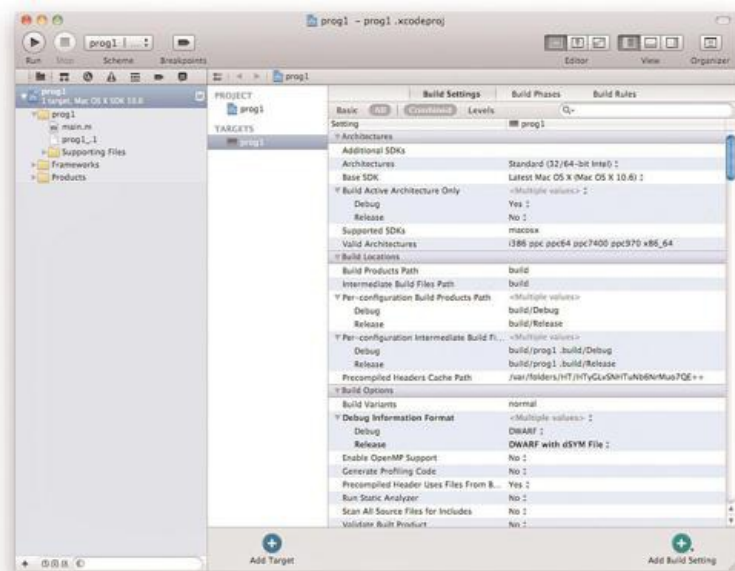 prog1 - prog1 .xcodeproj
prog1
Run Stop Scheme Breakpoints Editor View Organizer
prog1
prog1
1 target, Mac OS X SDK 10.6
prog1
main.m
prog1_.1
Supporting Files
Frameworks
Products
PROJECT
prog1
TARGETS
prog1
Build Settings Build Phases Build Rules
Basic All Combined Levels
Setting prog1
Architectures
Additional SDKs
Architectures Standard (32/64-bit Intel)
Base SDK Latest Mac OS X (Mac OS X 10.6)
Build Active Architecture Only <Multiple values>
Debug Yes
Release No
Supported SDKs macosx
Valid Architectures i386 ppc ppc64 ppc7400 ppc970 x86_64
Build Locations
Build Products Path build
Intermediate Build Files Path build
Per-configuration Build Products Path <Multiple values>
Debug build/Debug
Release build/Release
Per-configuration Intermediate Build Fi... <Multiple values>
Debug build/prog1 .build/Debug
Release build/prog1 .build/Release
Precompiled Headers Cache Path
Build Options
Build Variants normal
Debug Information Format <Multiple values>
Debug DWARF
Release DWARF with dSYM File
Enable OpenMP Support No
Generate Profiling Code No
Precompiled Header Uses Files From B... Yes
Run Static Analyzer No
Scan All Source Files for Includes No
Validate Built Product No
Add Target Add Build Setting